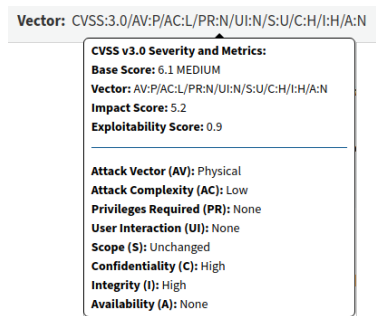 Vector: CVSS:3.0/AV:P/AC:L/PR:N/UI:N/S:U/C:H/I:H/A:N
CVSS v3.0 Severity and Metrics:
Base Score: 6.1 MEDIUM
Vector: AV:P/AC:L/PR:N/UI:N/S:U/C:H/I:H/A:N
Impact Score: 5.2
Exploitability Score: 0.9
Attack Vector (AV): Physical
Attack Complexity (AC): Low
Privileges Required (PR): None
User Interaction (UI): None
Scope (S): Unchanged
Confidentiality (C): High
Integrity (I): High
Availability (A): None